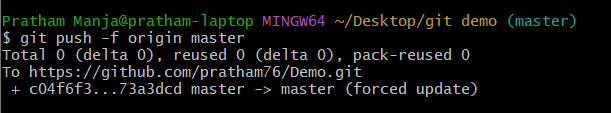 Pratham Manja@pratham-laptop MINGW64 ~/Desktop/git demo (master)
$ git push -f origin master
Total 0 (delta 0), reused 0 (delta 0), pack-reused 0
To https://github.com/pratham76/Demo.git
 + c04f6f3...73a3dcd master -> master (forced update)